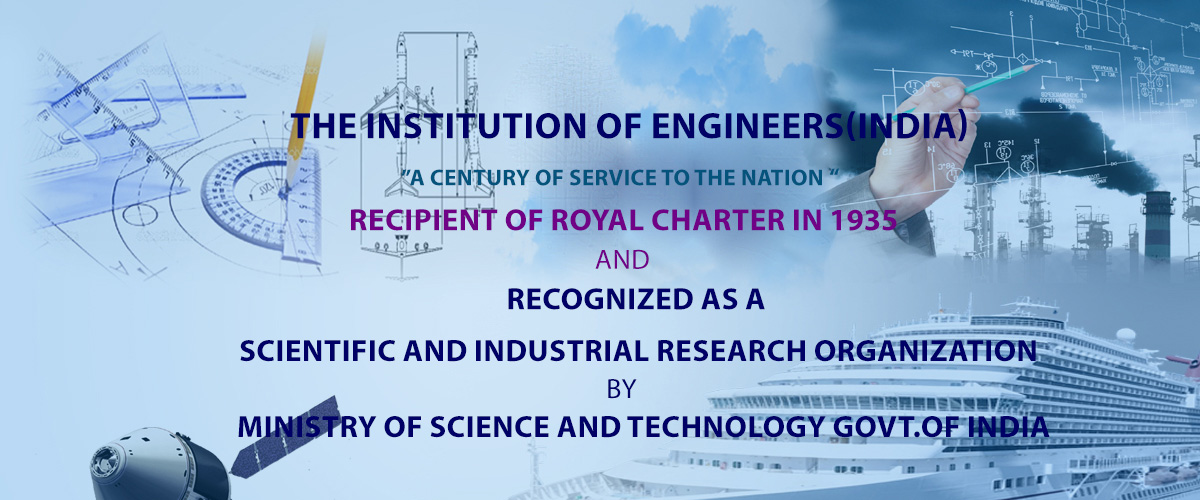 THE INSTITUTION OF ENGINEERS(INDIA)
”A CENTURY OF SERVICE TO THE NATION “
RECIPIENT OF ROYAL CHARTER IN 1935
AND
RECOGNIZED AS A
SCIENTIFIC AND INDUSTRIAL RESEARCH ORGANIZATION
BY
MINISTRY OF SCIENCE AND TECHNOLOGY GOVT.OF INDIA